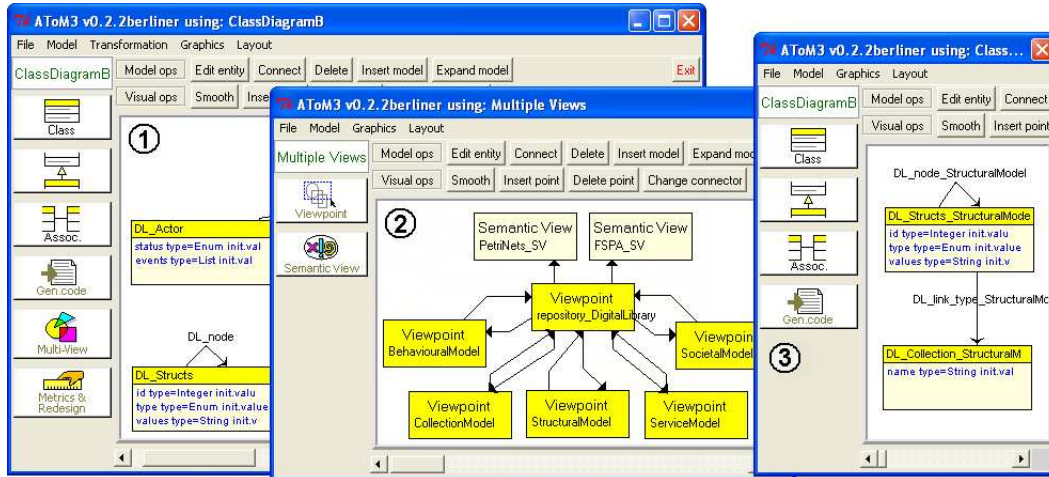 AToM3 v0.2.2berliner using: ClassDiagramB
File Model Transformation Graphics Layout
ClassDiagramB
Model ops Edit entity Connect Delete Insert model Expand model Exit
Visual ops Smooth Inse
Class
Assoc.
Gen.code
Multi-View
Metrics &
Redesign
1
DL_Actor
status type=Enum init.val
events type=List init.val
DL_node
DL_Structs
id type=Integer init.valu
type type=Enum init.value
values type=String init.v
AToM3 v0.2.2berliner using: Multiple Views
File Model Graphics Layout
Multiple Views
Model ops Edit entity Connect Delete Insert model Expand mod
Visual ops Smooth Insert point Delete point Change connector
Viewpoint
Semantic View
2
Semantic View
PetriNets_SV
Semantic View
FSPA_SV
Viewpoint
repository_DigitalLibrary
Viewpoint
BehaviouralModel
Viewpoin
SocietalModel
Viewpoint
CollectionModel
Viewpoint
StructuralModel
Viewpoint
ServiceModel
AToM3 v0.2.2berliner using: Class...
File Model Graphics Layout
ClassDiagramB
Model ops Edit entity Connect
Visual ops Smooth Insert point
Class
Assoc.
Gen.code
3
DL_node_StructuralModel
DL_Structs_StructuralMode
id type=Integer init.valu
type type=Enum init.value
values type=String init.v
DL_link_type_StructuralMo
DL_Collection_StructuralM
name type=String init.val